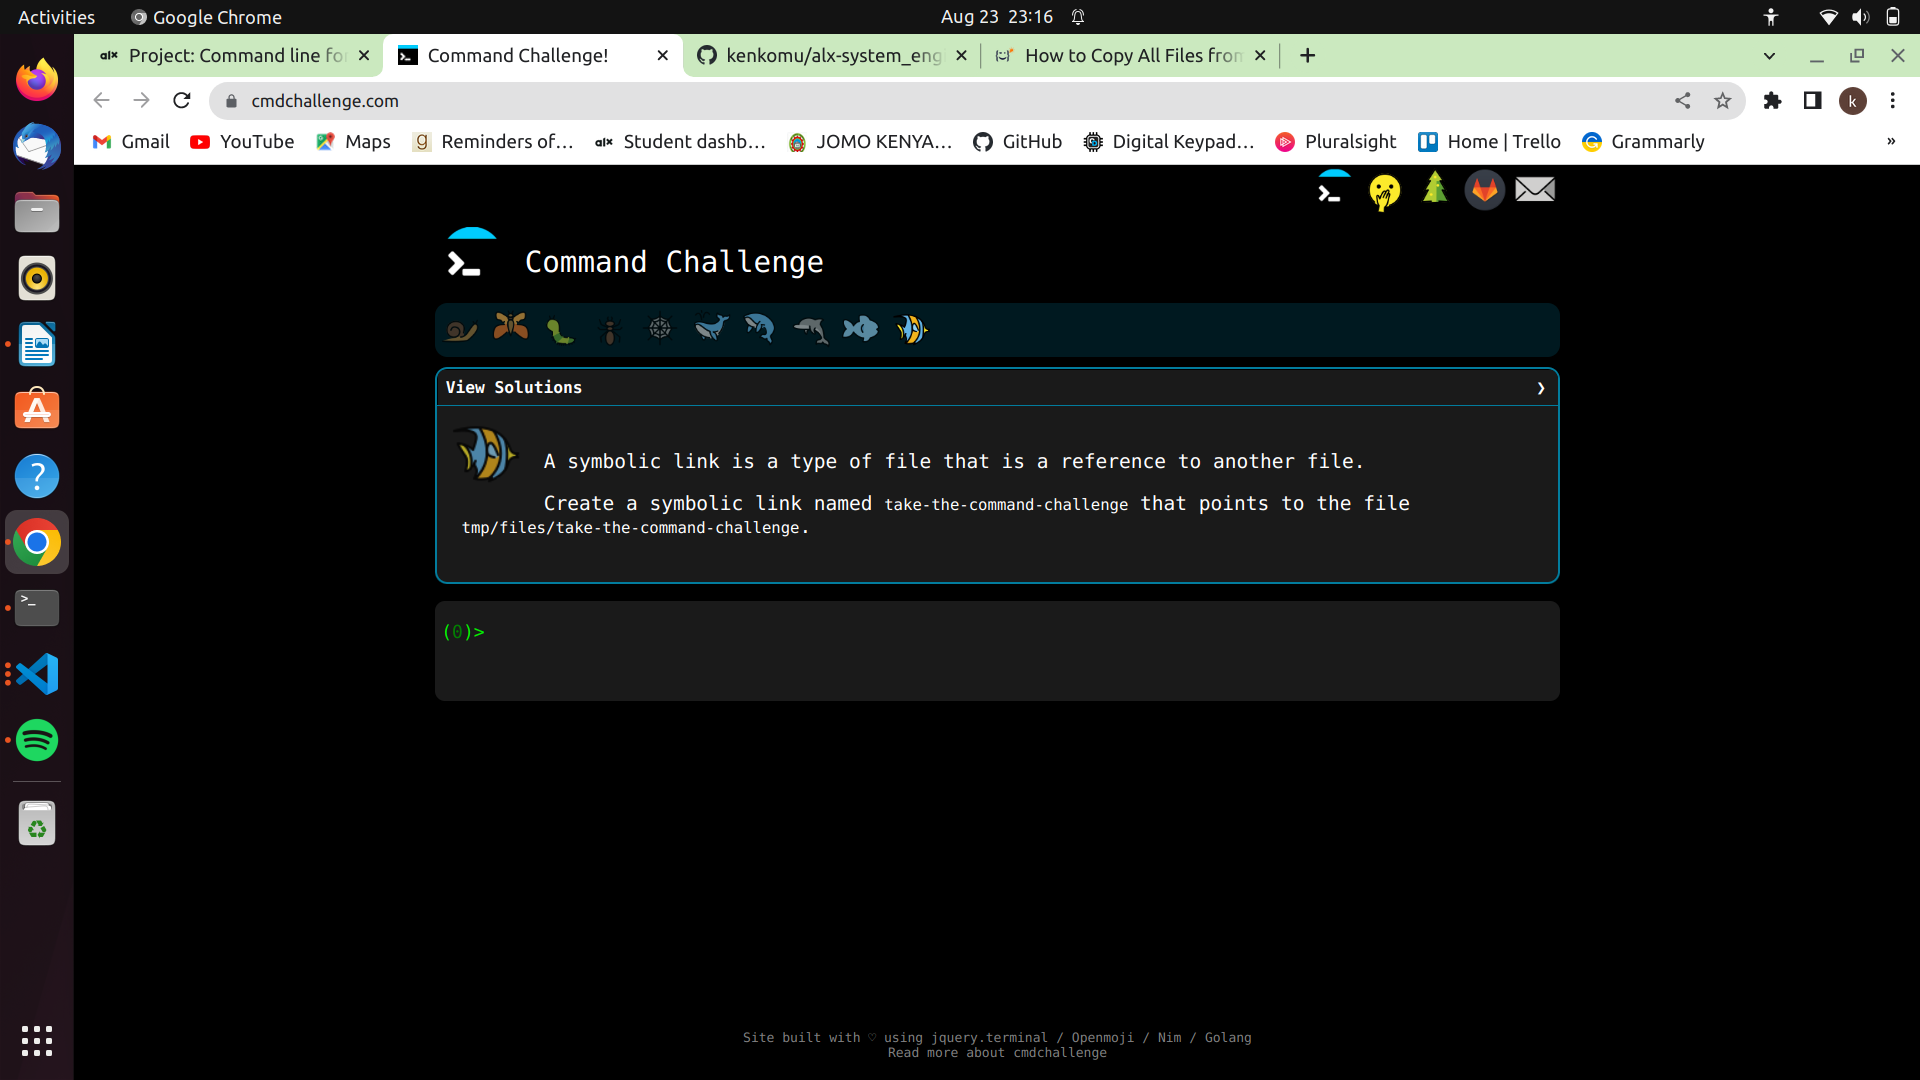 Activities Google Chrome Aug 23 23:16
alx Project: Command line fo Command Challenge! kenkomu/alx-system_eng How to Copy All Files from
cmdchallenge.com k
Gmail YouTube Maps g Reminders of... alx Student dashb... JOMO KENYA... GitHub Digital Keypad... Pluralsight Home | Trello Grammarly »
Command Challenge
View Solutions ❯
A symbolic link is a type of file that is a reference to another file.
Create a symbolic link named take-the-command-challenge that points to the file
tmp/files/take-the-command-challenge.
(0)>
Site built with ♡ using jquery.terminal / Openmoji / Nim / Golang
Read more about cmdchallenge